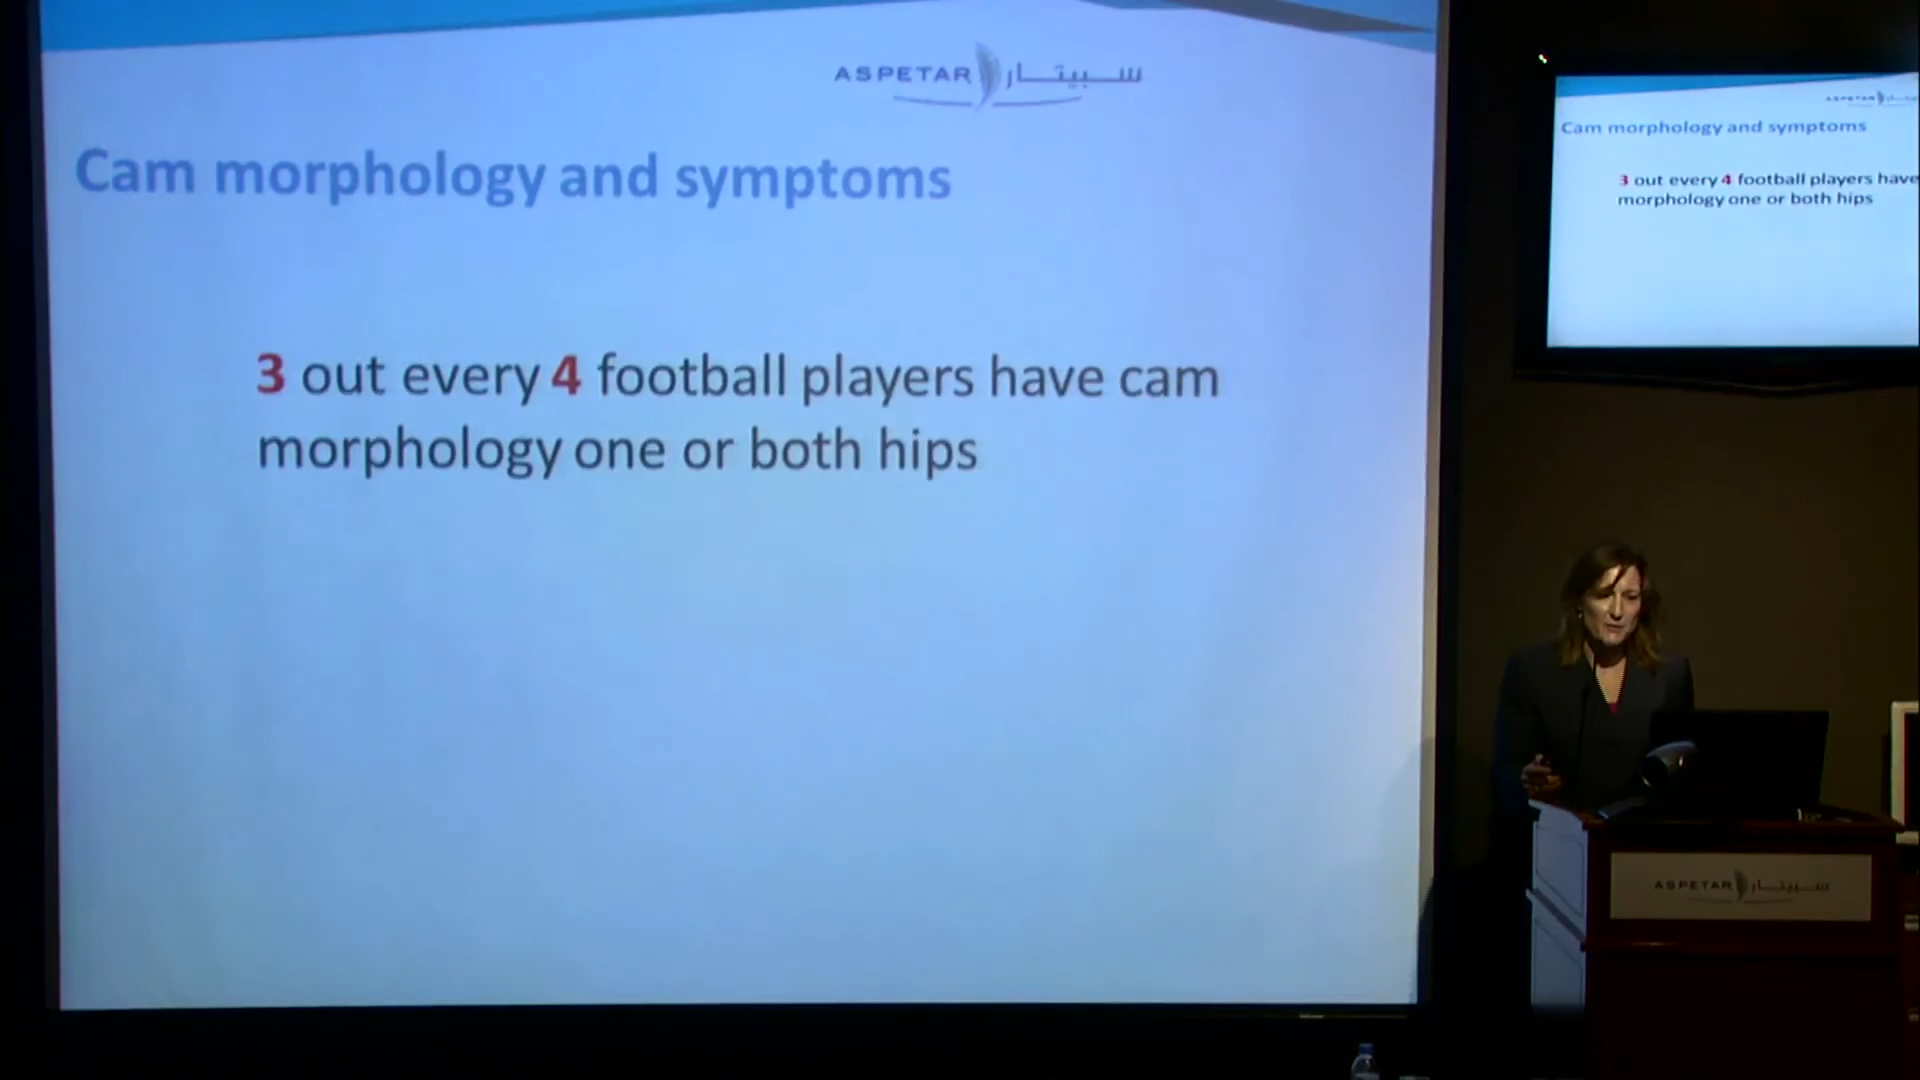 ASPETAR سبيتار
Cam morphology and symptoms
3 out every 4 football players have cam
morphology one or both hips
ASPETAR سبيتار
Cam morphology and symptoms
3 out every 4 football players have
morphology one or both hips
ASPETAR سبيتار